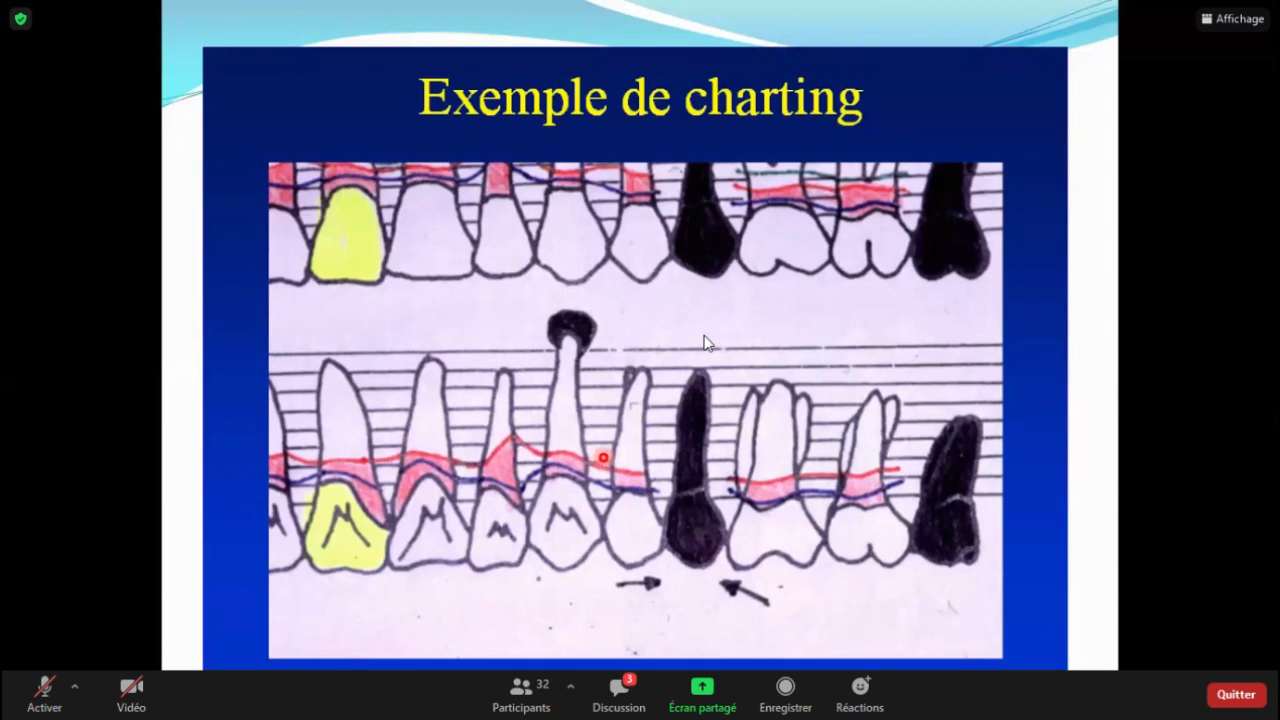 Affichage
Exemple de charting
Activer
Vidéo
Participants
32
Discussion
3
Écran partagé
Enregistrer
Réactions
Quitter